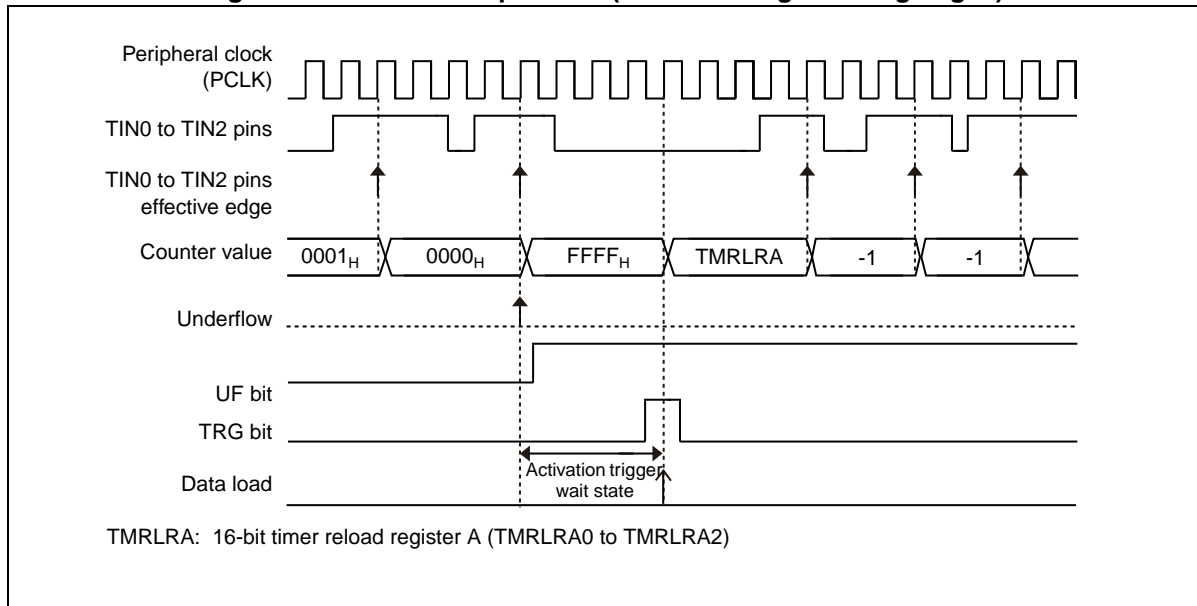 Peripheral clock
(PCLK)
TIN0 to TIN2 pins
TIN0 to TIN2 pins
effective edge
Counter value
0001H
0000H
FFFFH
TMRLRA
-1
-1
Underflow
UF bit
TRG bit
Activation trigger
wait state
Data load
TMRLRA: 16-bit timer reload register A (TMRLRA0 to TMRLRA2)